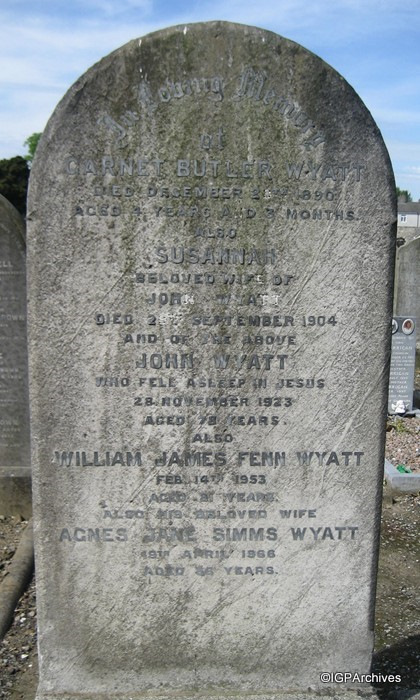 In Loving Memory
of
GARNET BUTLER WYATT
DIED DECEMBER 1890
AGED 4 YEARS AND MONTHS.
ALSO
SUSANNAH
BELOVED WIFE OF
JOHN WYATT
DIED SEPTEMBER 1904
AND OF THE ABOVE
JOHN WYATT
WHO FELL ASLEEP IN JESUS
28 NOVEMBER 1933
AGED YEARS.
ALSO
WILLIAM JAMES FENN WYATT
FEB. 14TH 1953
AGED YEARS.
ALSO HIS BELOVED WIFE
AGNES JANE SIMMS WYATT
APRIL
AGED YEARS.
©IGPArchives